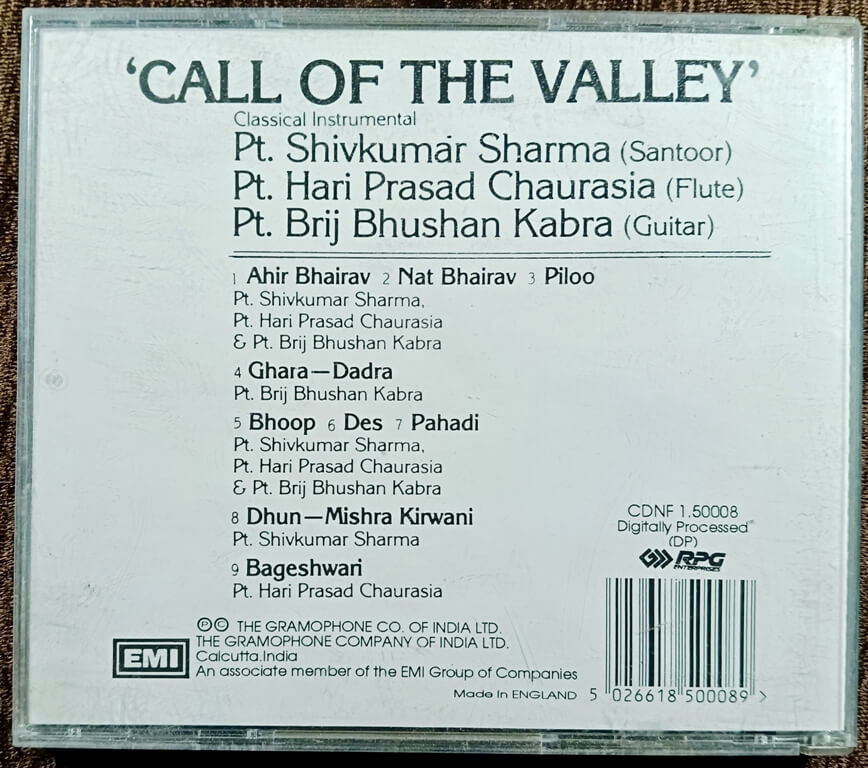 ‘CALL OF THE VALLEY’
Classical Instrumental
Pt. Shivkumar Sharma (Santoor)
Pt. Hari Prasad Chaurasia (Flute)
Pt. Brij Bhushan Kabra (Guitar)
1 Ahir Bhairav 2 Nat Bhairav 3 Piloo
Pt. Shivkumar Sharma,
Pt. Hari Prasad Chaurasia
& Pt. Brij Bhushan Kabra
4 Ghara—Dadra
Pt. Brij Bhushan Kabra
5 Bhoop 6 Des 7 Pahadi
Pt. Shivkumar Sharma,
Pt. Hari Prasad Chaurasia
& Pt. Brij Bhushan Kabra
8 Dhun—Mishra Kirwani
Pt. Shivkumar Sharma
9 Bageshwari
Pt. Hari Prasad Chaurasia
CDNF 1.50008
Digitally Processed
(DP)
RPG
ENTERPRISES
℗© THE GRAMOPHONE CO. OF INDIA LTD.
THE GRAMOPHONE COMPANY OF INDIA LTD.
EMI
Calcutta.India
An associate member of the EMI Group of Companies
Made in ENGLAND
5 026618 500089 >